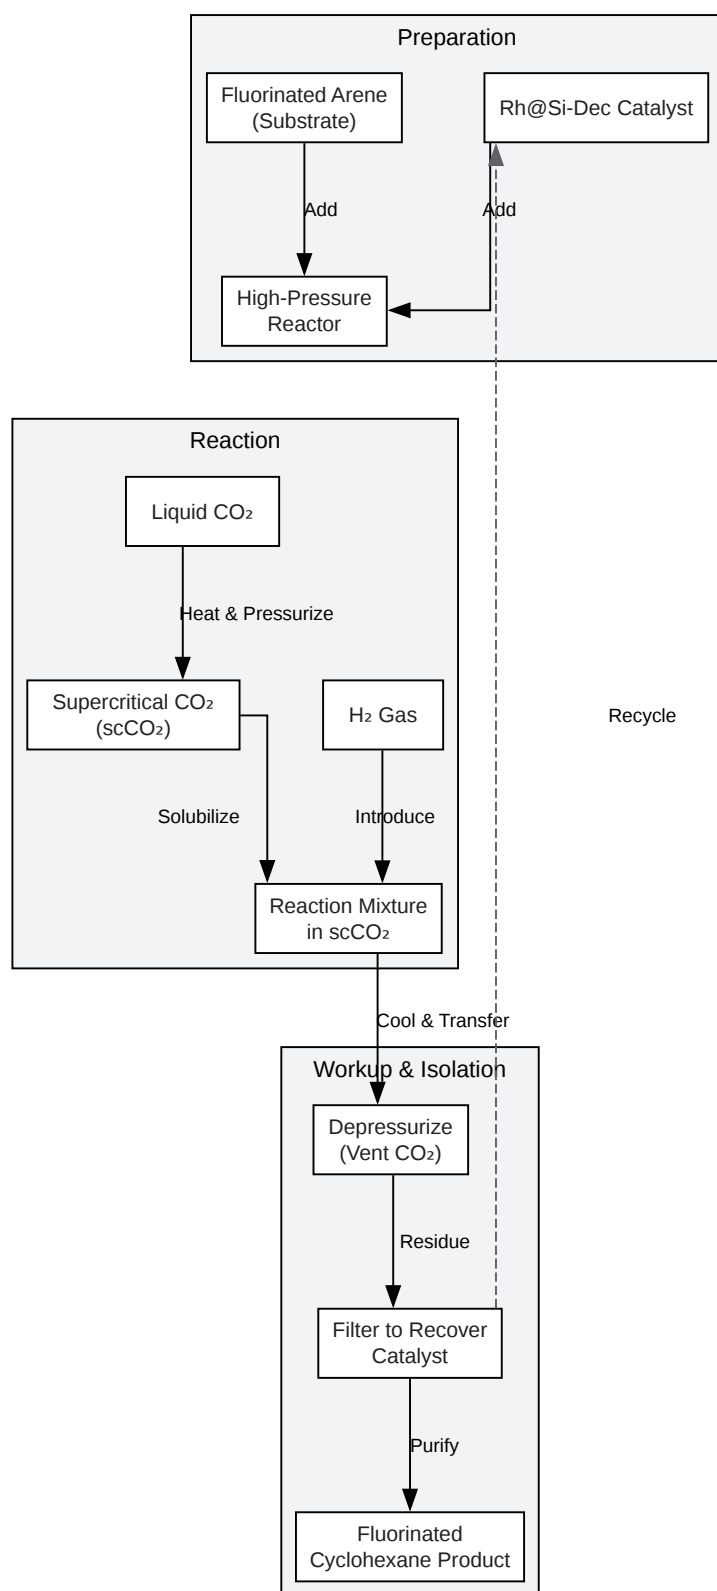 Preparation
Fluorinated Arene
(Substrate)
Rh@Si-Dec Catalyst
Add
Add
High-Pressure
Reactor
Reaction
Liquid CO₂
Heat & Pressurize
Supercritical CO₂
(scCO₂)
H₂ Gas
Recycle
Solubilize
Introduce
Reaction Mixture
in scCO₂
Cool & Transfer
Workup & Isolation
Depressurize
(Vent CO₂)
Residue
Filter to Recover
Catalyst
Purify
Fluorinated
Cyclohexane Product